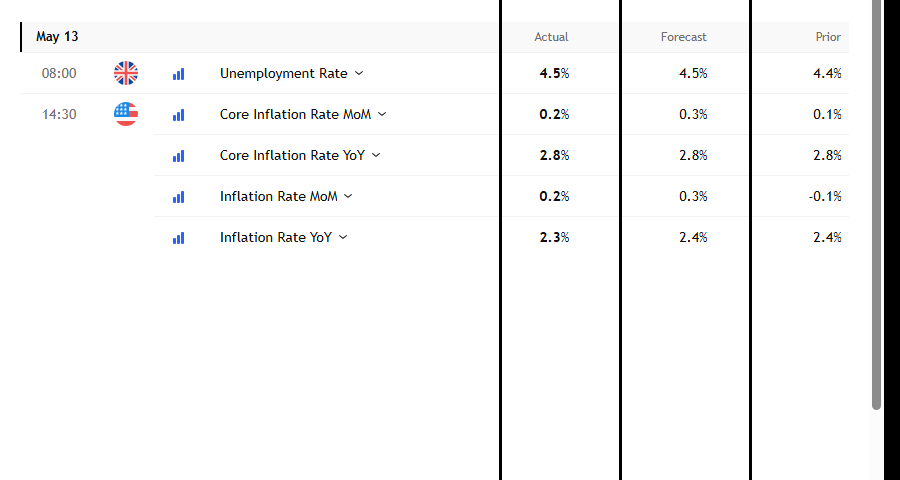 May 13 Actual Forecast Prior
08:00 Unemployment Rate 4.5% 4.5% 4.4%
14:30 Core Inflation Rate MoM 0.2% 0.3% 0.1%
Core Inflation Rate YoY 2.8% 2.8% 2.8%
Inflation Rate MoM 0.2% 0.3% -0.1%
Inflation Rate YoY 2.3% 2.4% 2.4%